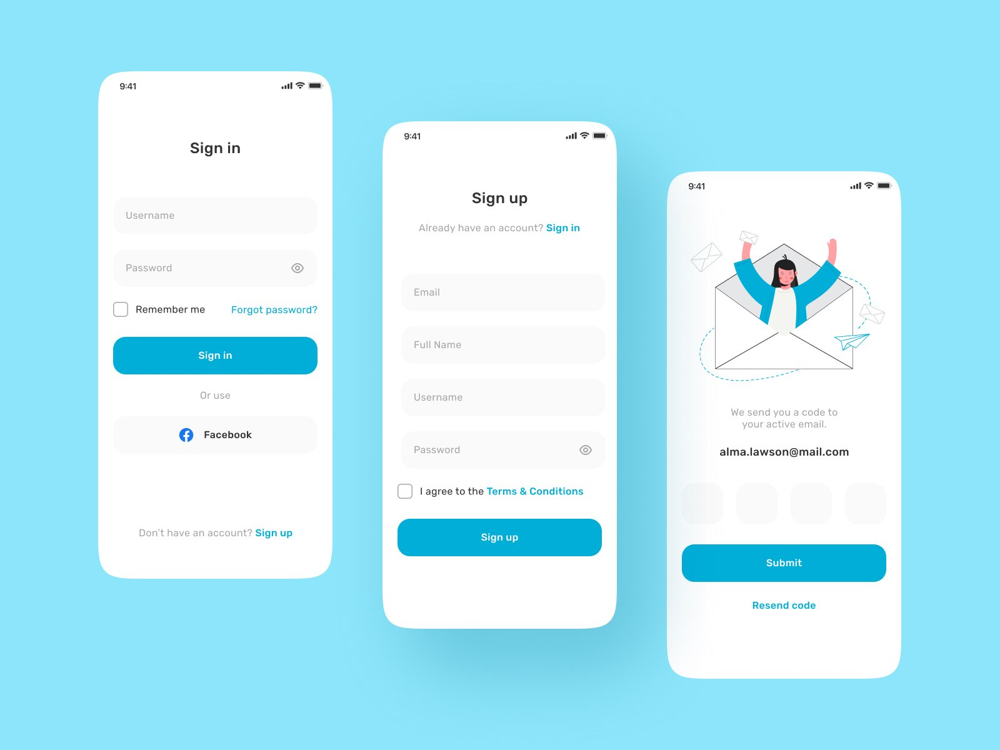 9:41
Sign in
Username
Password
Remember me
Forgot password?
Sign in
Or use
Facebook
Don't have an account? Sign up
9:41
Sign up
Already have an account? Sign in
Email
Full Name
Username
Password
I agree to the Terms & Conditions
Sign up
9:41
We send you a code to
your active email.
alma.lawson@mail.com
Submit
Resend code